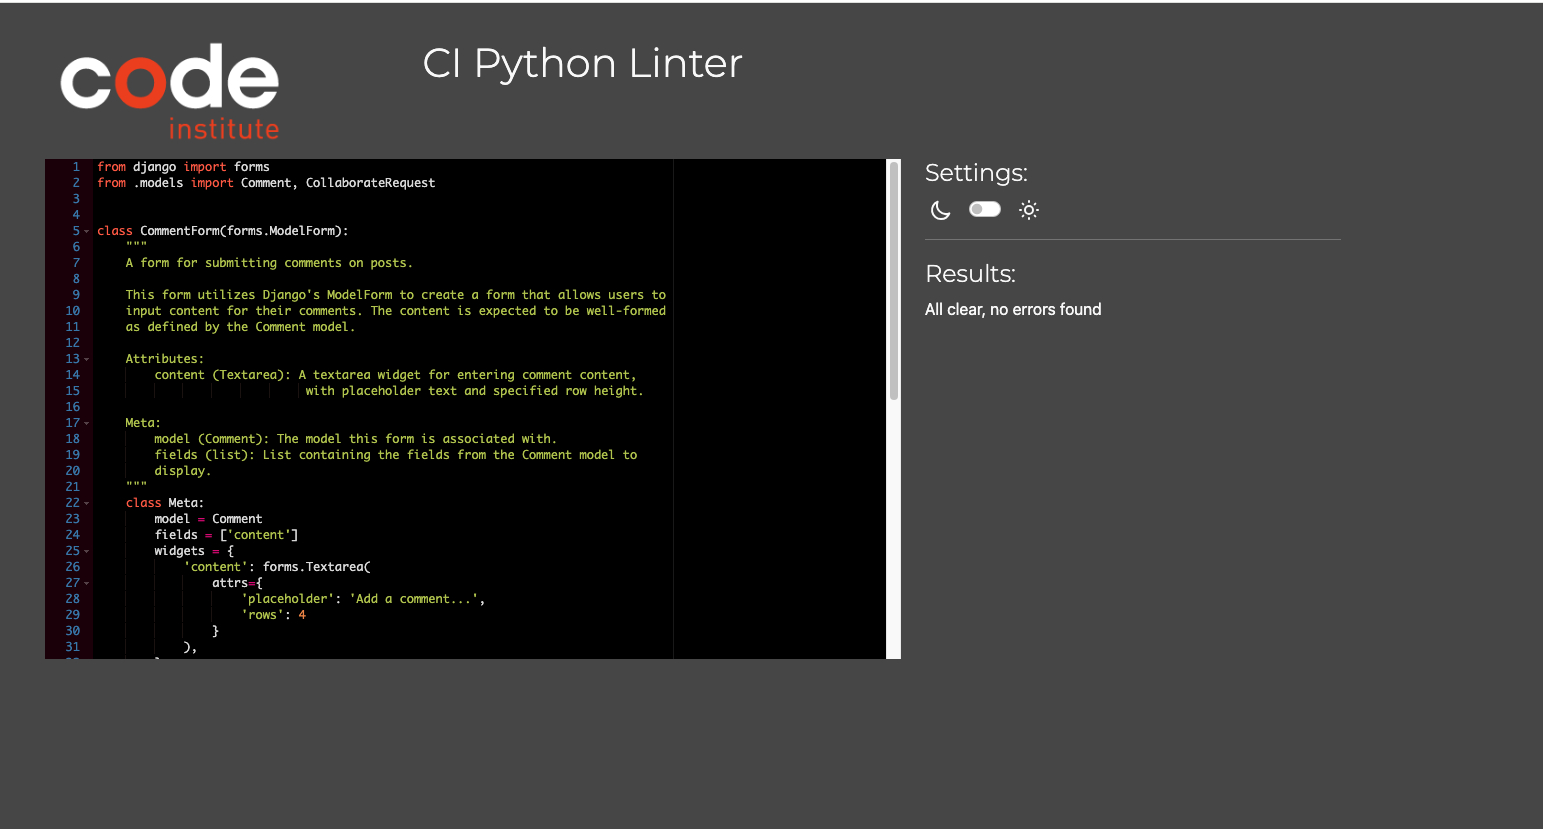 code
institute
CI Python Linter
1 from django import forms
2 from .models import Comment, CollaborateRequest
3
4
5 class CommentForm(forms.ModelForm):
6     """
7     A form for submitting comments on posts.
8
9     This form utilizes Django's ModelForm to create a form that allows users to
10     input content for their comments. The content is expected to be well-formed
11     as defined by the Comment model.
12
13     Attributes:
14         content (Textarea): A textarea widget for entering comment content,
15                              with placeholder text and specified row height.
16
17     Meta:
18         model (Comment): The model this form is associated with.
19         fields (list): List containing the fields from the Comment model to
20         display.
21     """
22     class Meta:
23         model = Comment
24         fields = ['content']
25         widgets = {
26             'content': forms.Textarea(
27                 attrs={
28                     'placeholder': 'Add a comment...',
29                     'rows': 4
30                 }
31             ),
Settings:
Results:
All clear, no errors found